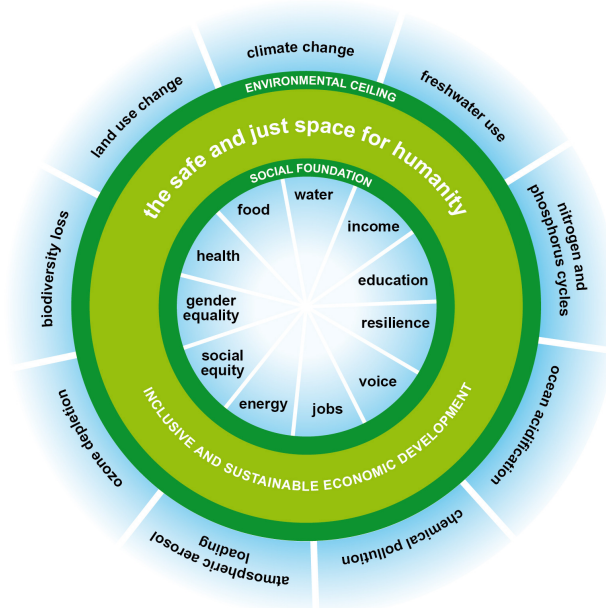 climate change
ENVIRONMENTAL CEILING
freshwater use
nitrogen and
phosphorus cycles
ocean acidification
chemical pollution
atmospheric aerosol
loading
ozone depletion
biodiversity loss
land use change
the safe and just space for humanity
SOCIAL FOUNDATION
water
income
education
resilience
voice
jobs
energy
social
equity
gender
equality
health
food
INCLUSIVE AND SUSTAINABLE ECONOMIC DEVELOPMENT